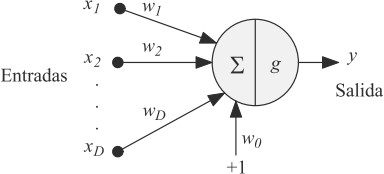 x1 w1
x2 w2
Entradas
.
.
.
wD
xD
Σ g
y
Salida
w0
+1